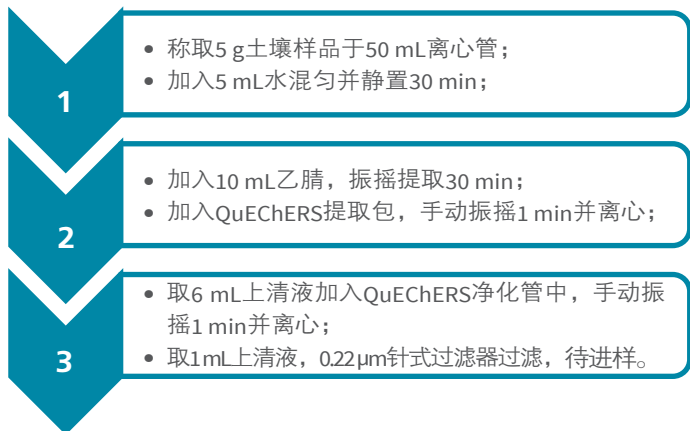 1
• 称取5 g土壤样品于50 mL离心管；
• 加入5 mL水混匀并静置30 min；
2
• 加入10 mL乙腈，振摇提取30 min；
• 加入QuEChERS提取包，手动振摇1 min并离心；
3
• 取6 mL上清液加入QuEChERS净化管中，手动振
摇1 min并离心；
• 取1 mL上清液，0.22 μm针式过滤器过滤，待进样。